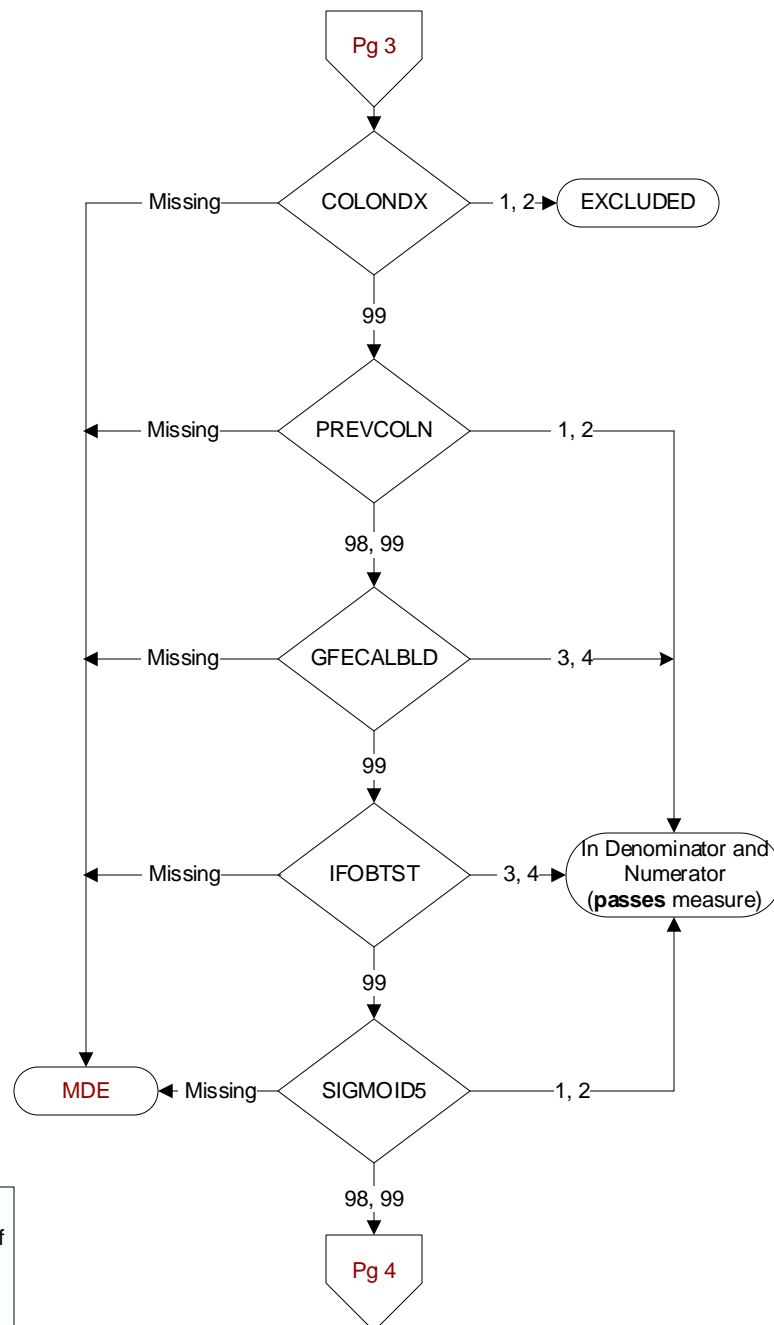 Pg 3
Missing
COLONDX
1, 2
EXCLUDED
99
Missing
PREVCOLN
1, 2
98, 99
Missing
GFECALBLD
3, 4
99
Missing
IFOBTST
3, 4
In Denominator and
Numerator
(passes measure)
99
MDE
Missing
SIGMOID5
1, 2
98, 99
f
Pg 4